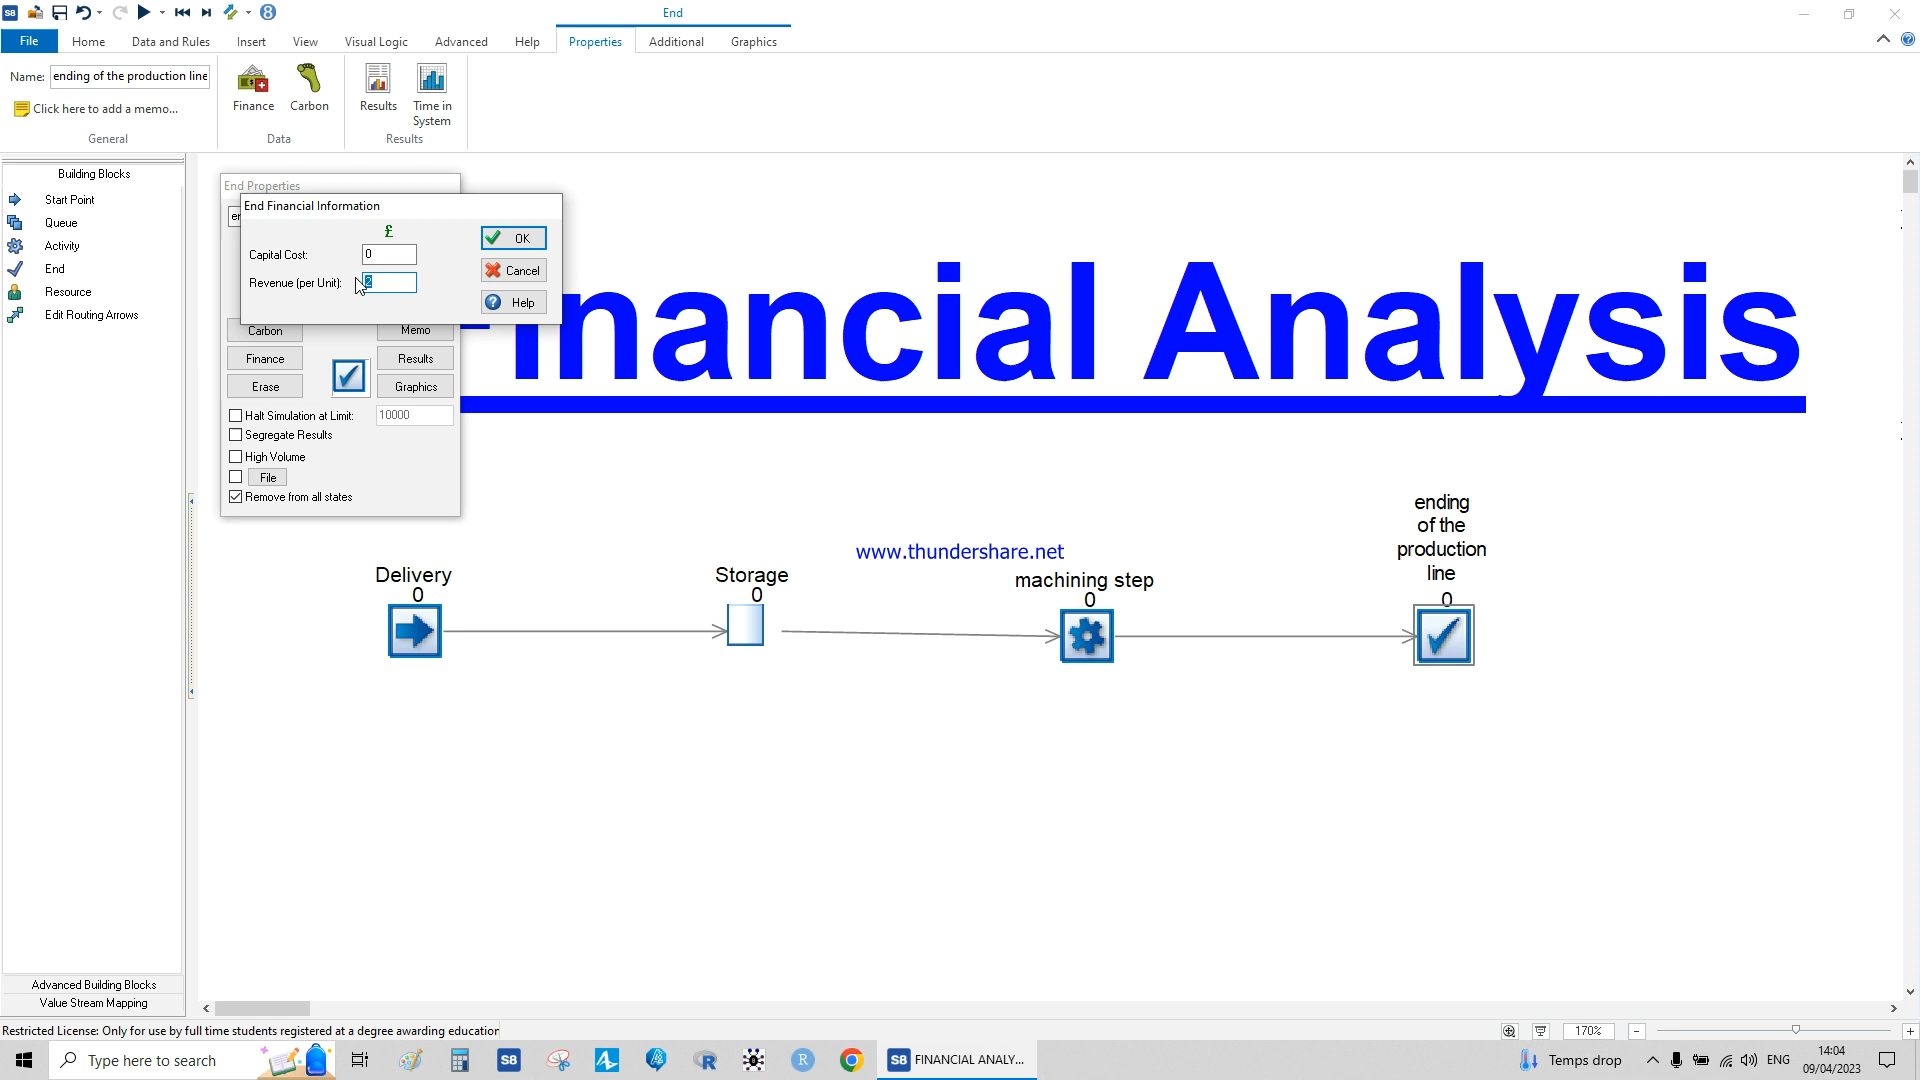 End
File Home Data and Rules Insert View Visual Logic Advanced Help Properties Additional Graphics
Name: ending of the production line
Click here to add a memo...
General
Finance Carbon
Data
Results Time in System
Results
Building Blocks
Start Point
Queue
Activity
End
Resource
Edit Routing Arrows
Advanced Building Blocks
Value Stream Mapping
End Properties
End Financial Information
£
Capital Cost: 0
Revenue (per Unit): 2
OK
Cancel
Help
Carbon Memo
Finance Results
Erase Graphics
Halt Simulation at Limit: 10000
Segregate Results
High Volume
File
Remove from all states
inancial Analysis
www.thundershare.net
Delivery
0
Storage
0
machining step
0
ending
of the
production
line
0
Restricted License: Only for use by full time students registered at a degree awarding education
170%
Type here to search
S8 FINANCIAL ANALY...
Temps drop
ENG
14:04
09/04/2023